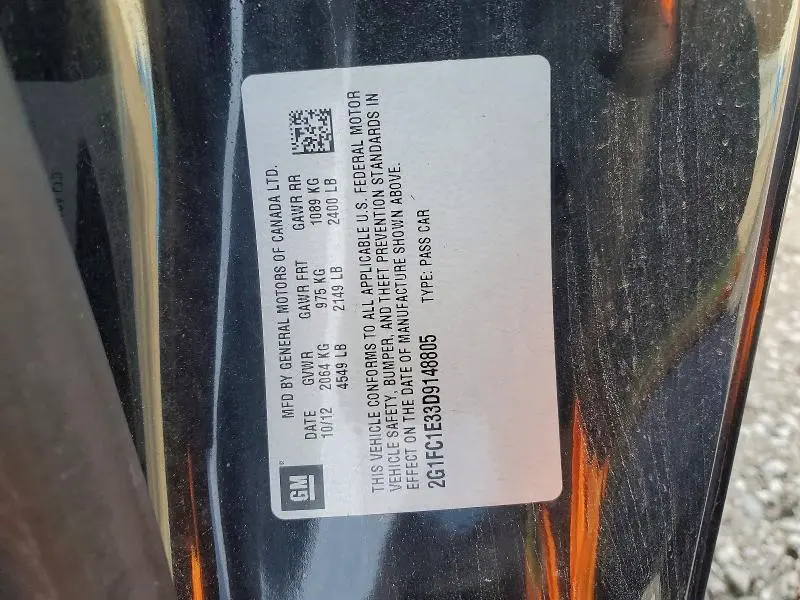 GM
MFD BY GENERAL MOTORS OF CANADA LTD.
DATE GVWR GAWR FRT GAWR RR
10/12 2064 KG 975 KG 1089 KG
4549 LB 2149 LB 2400 LB
THIS VEHICLE CONFORMS TO ALL APPLICABLE U.S. FEDERAL MOTOR
VEHICLE SAFETY, BUMPER, AND THEFT PREVENTION STANDARDS IN
EFFECT ON THE DATE OF MANUFACTURE SHOWN ABOVE.
2G1FC1E33D9148805 TYPE: PASS CAR